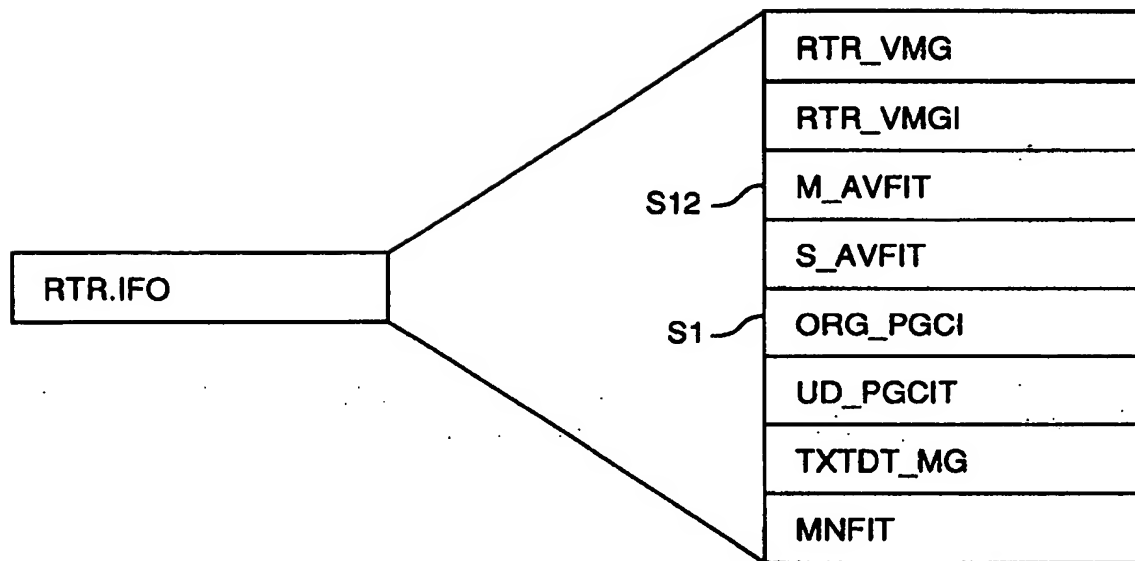 RTR.IFO
RTR_VMG
RTR_VMGI
S12
M_AVFIT
S_AVFIT
S1
ORG_PGCI
UD_PGCIT
TXTDT_MG
MNFIT